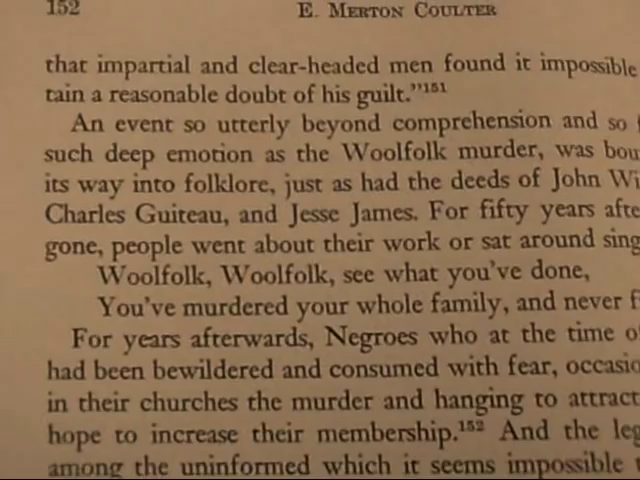 152 E. MERTON COULTER
that impartial and clear-headed men found it impossible
tain a reasonable doubt of his guilt."151
An event so utterly beyond comprehension and so
such deep emotion as the Woolfolk murder, was bou
its way into folklore, just as had the deeds of John Wi
Charles Guiteau, and Jesse James. For fifty years afte
gone, people went about their work or sat around sing
Woolfolk, Woolfolk, see what you've done,
You've murdered your whole family, and never f
For years afterwards, Negroes who at the time o
had been bewildered and consumed with fear, occasio
in their churches the murder and hanging to attract
hope to increase their membership.152 And the leg
among the uninformed which it seems impossible